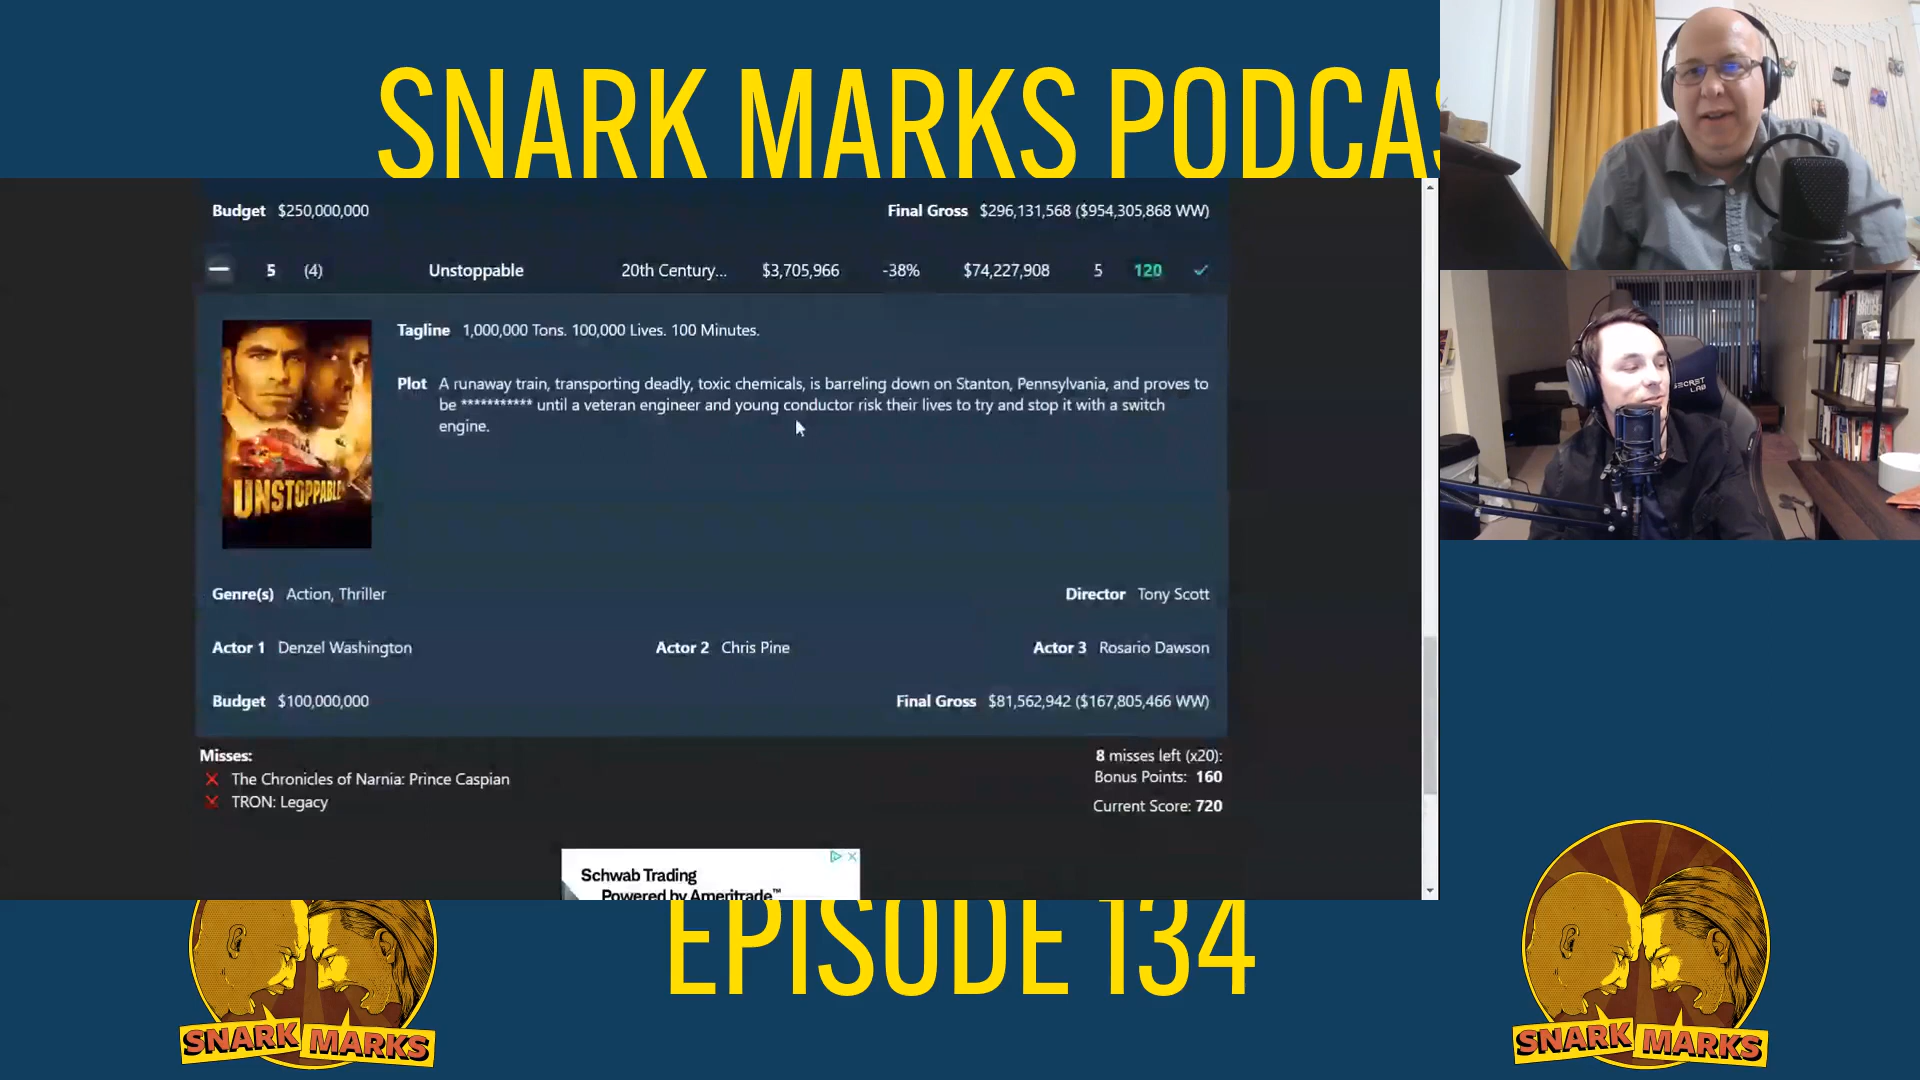 SNARK MARKS PODCAS
Budget $250,000,000 Final Gross $296,131,568 ($954,305,868 WW)
5 (4) Unstoppable 20th Century... $3,705,966 -38% $74,227,908 5 120
UNSTOPPABLE
Tagline 1,000,000 Tons. 100,000 Lives. 100 Minutes.
Plot A runaway train, transporting deadly, toxic chemicals, is barreling down on Stanton, Pennsylvania, and proves to
be *********** until a veteran engineer and young conductor risk their lives to try and stop it with a switch
engine.
Genre(s) Action, Thriller Director Tony Scott
Actor 1 Denzel Washington Actor 2 Chris Pine Actor 3 Rosario Dawson
Budget $100,000,000 Final Gross $81,562,942 ($167,805,466 WW)
Misses:
The Chronicles of Narnia: Prince Caspian
TRON: Legacy
8 misses left (x20):
Bonus Points: 160
Current Score: 720
Schwab Trading
Powered by Ameritrade™
SECRET
LAB
EPISODE 134
SNARK MARKS
SNARK MARKS